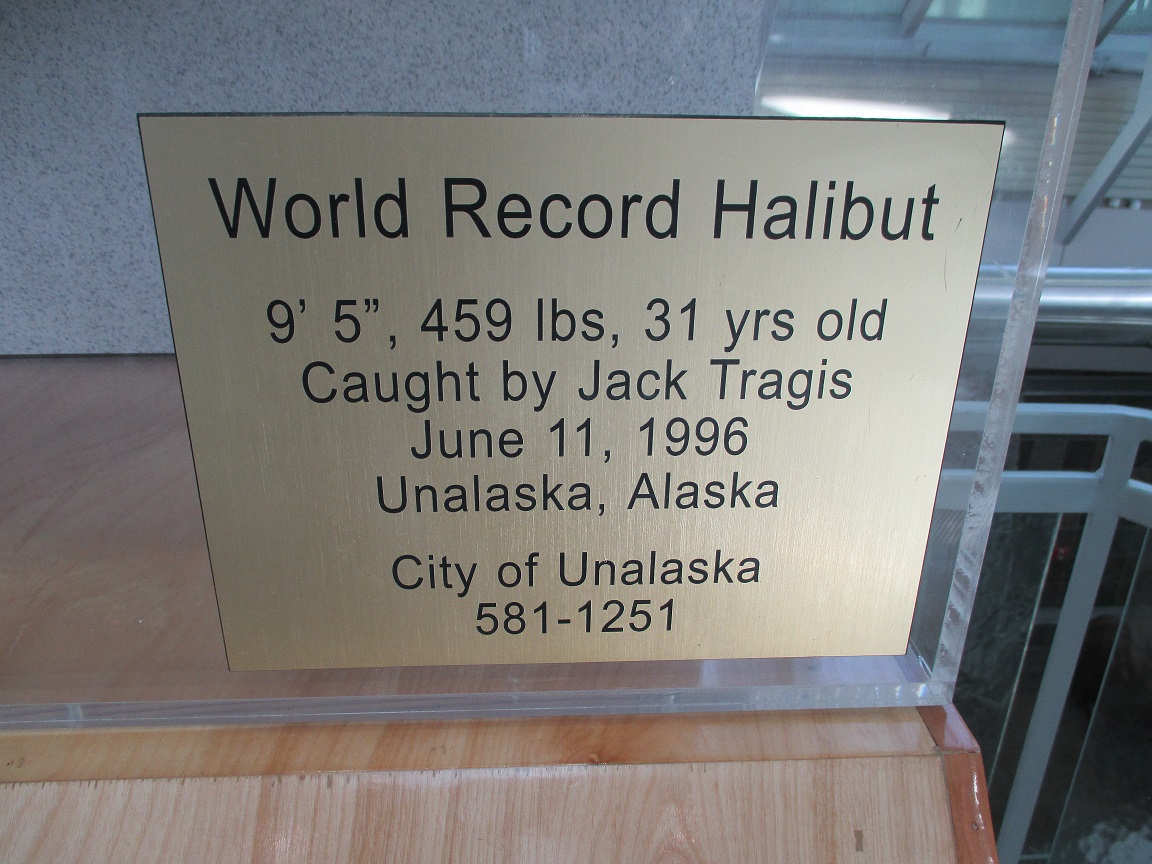 World Record Halibut
9’ 5”, 459 lbs, 31 yrs old
Caught by Jack Tragis
June 11, 1996
Unalaska, Alaska
City of Unalaska
581-1251